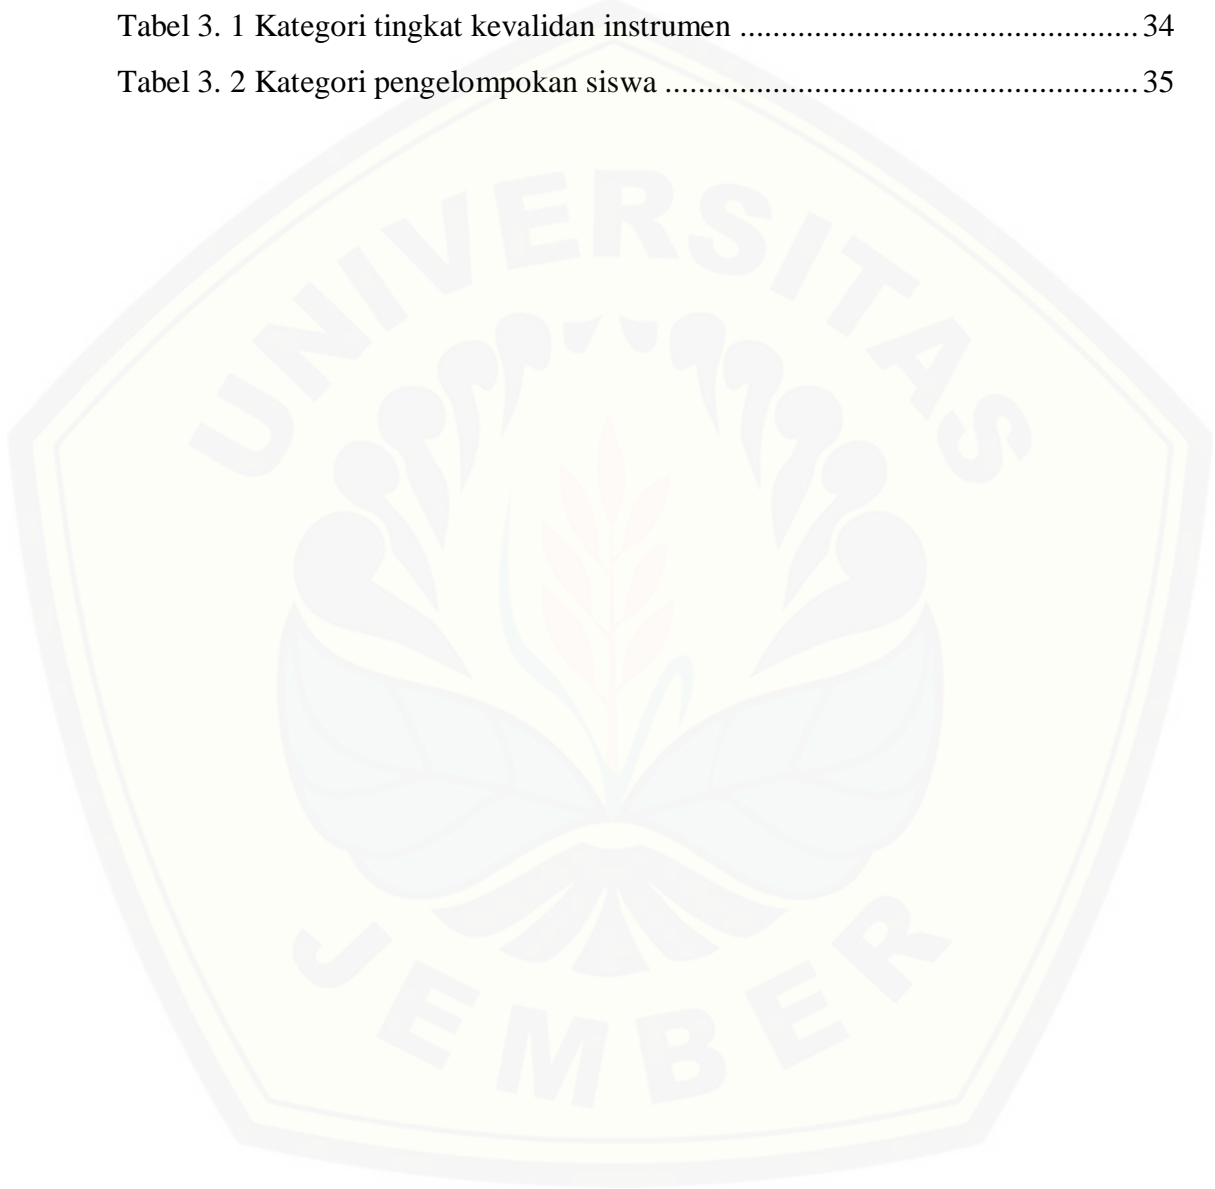 Tabel 3. 1 Kategori tingkat kevalidan instrumen ................................................ 34
Tabel 3. 2 Kategori pengelompokan siswa ......................................................... 35
UNIVERSITAS
JEMBER